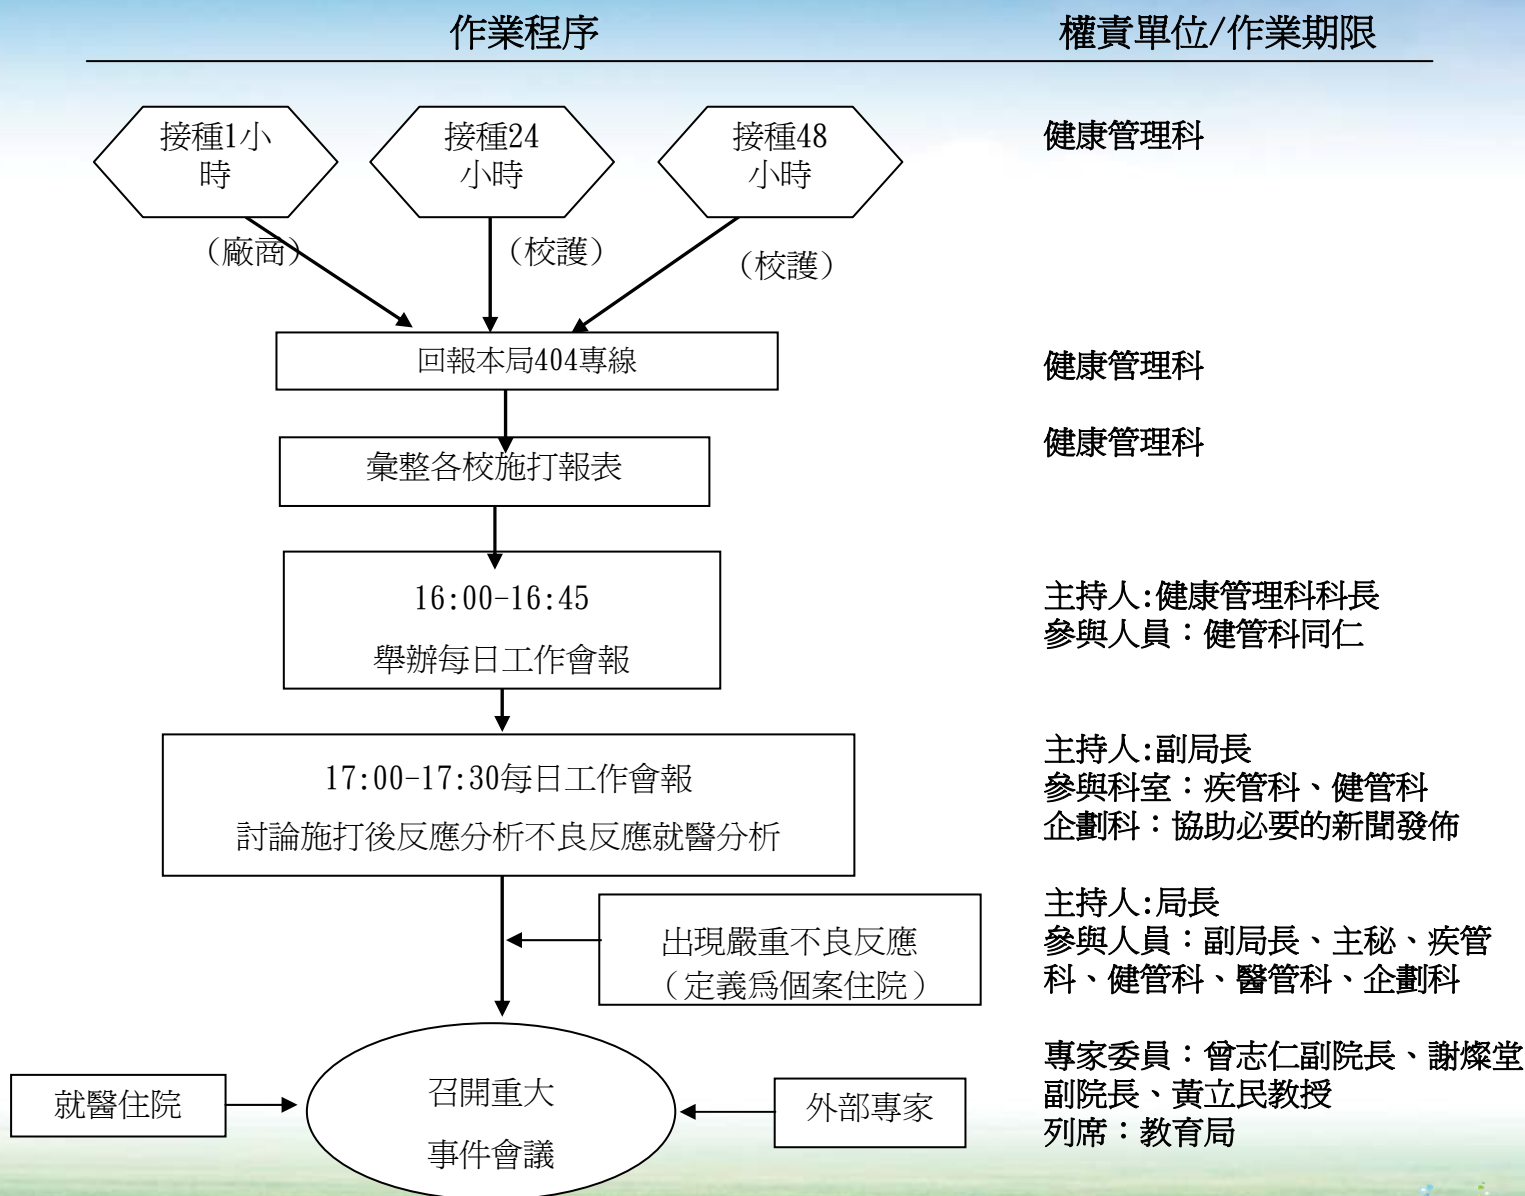 作業程序
權責單位/作業期限
接種1小
時
接種24
小時
接種48
小時
健康管理科
（廠商）
（校護）
（校護）
回報本局404專線
健康管理科
彙整各校施打報表
健康管理科
16:00-16:45
舉辦每日工作會報
主持人:健康管理科科長
參與人員：健管科同仁
17:00-17:30每日工作會報
討論施打後反應分析不良反應就醫分析
主持人:副局長
參與科室：疾管科、健管科
企劃科：協助必要的新聞發佈
出現嚴重不良反應
（定義為個案住院）
主持人:局長
參與人員：副局長、主秘、疾管
科、健管科、醫管科、企劃科
就醫住院
召開重大
事件會議
外部專家
專家委員：曾志仁副院長、謝燦堂
副院長、黃立民教授
列席：教育局